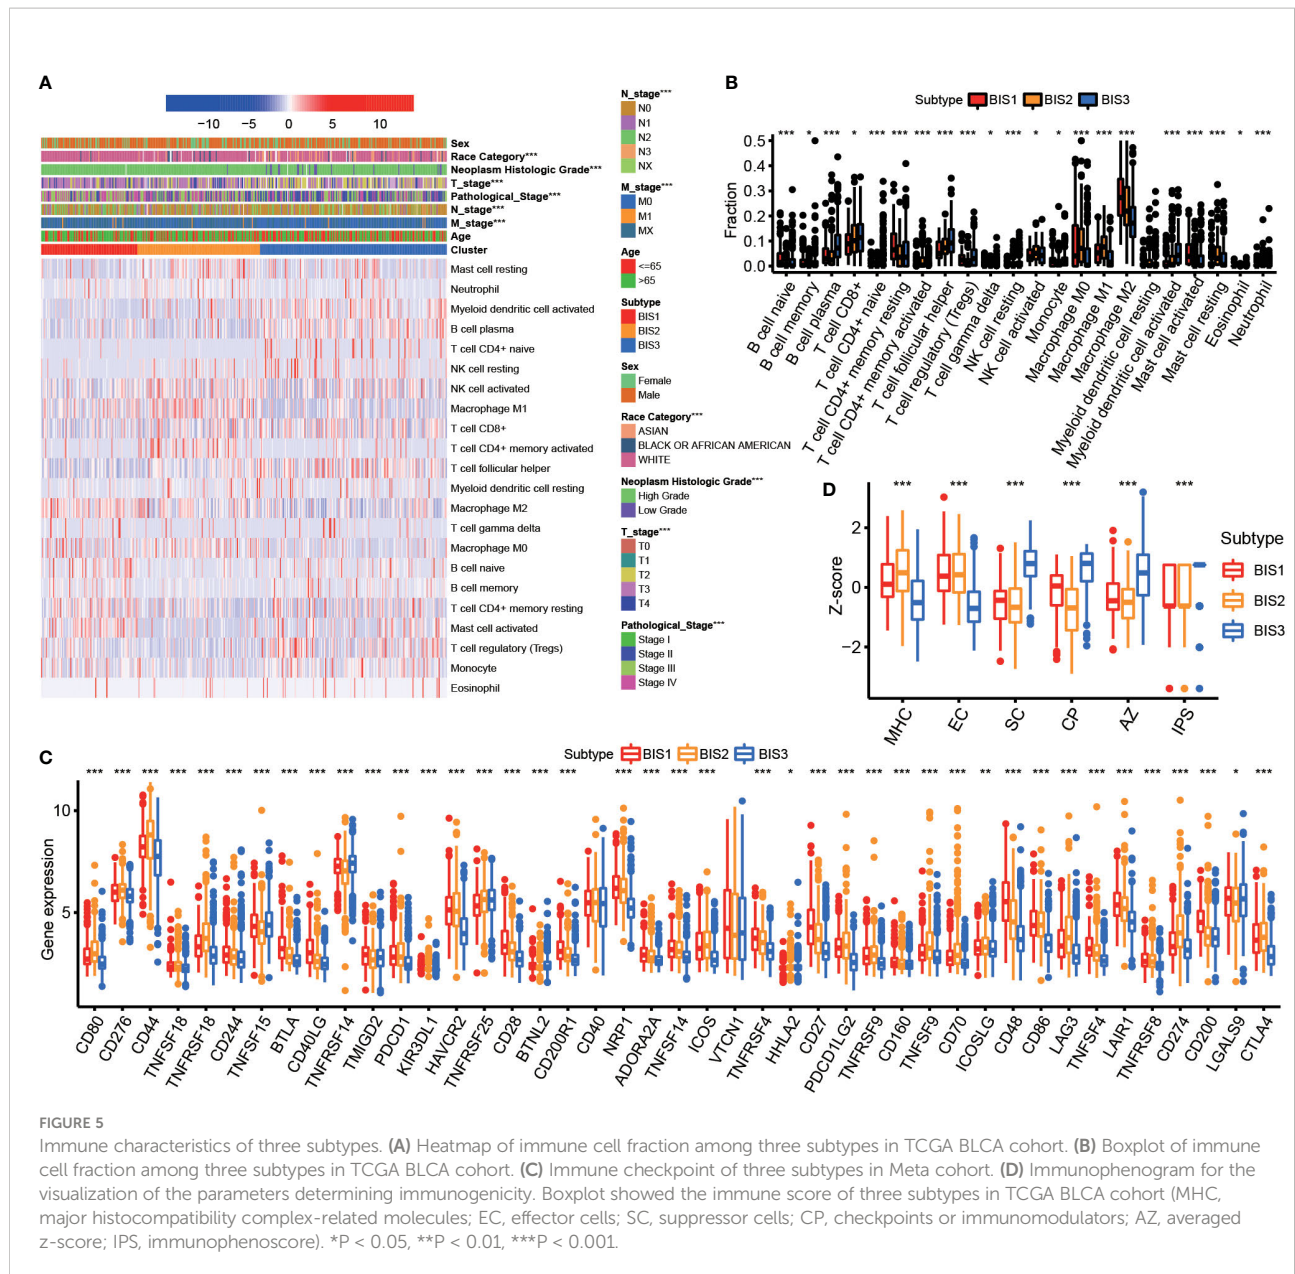 A
−10 −5 0 5 10
Sex
Race Category***
Neoplasm Histologic Grade***
T_stage***
Pathological_Stage***
N_stage***
M_stage***
Age
Cluster
Mast cell resting
Neutrophil
Myeloid dendritic cell activated
B cell plasma
T cell CD4+ naive
NK cell resting
NK cell activated
Macrophage M1
T cell CD8+
T cell CD4+ memory activated
T cell follicular helper
Myeloid dendritic cell resting
Macrophage M2
T cell gamma delta
Macrophage M0
B cell naive
B cell memory
T cell CD4+ memory resting
Mast cell activated
T cell regulatory (Tregs)
Monocyte
Eosinophil
N_stage***
N0
N1
N2
N3
NX
M_stage***
M0
M1
MX
Age
<=65
>65
Subtype
BIS1
BIS2
BIS3
Sex
Female
Male
Race Category***
ASIAN
BLACK OR AFRICAN AMERICAN
WHITE
Neoplasm Histologic Grade***
High Grade
Low Grade
T_stage***
T0
T1
T2
T3
T4
Pathological_Stage***
Stage I
Stage II
Stage III
Stage IV
B
Subtype BIS1 BIS2 BIS3
*** * *** * *** *** *** *** *** * *** * * *** *** *** *** *** *** * ***
Fraction
0.5
0.4
0.3
0.2
0.1
0.0
B cell naive
B cell memory
B cell plasma
T cell CD8+
T cell CD4+ naive
T cell CD4+ memory resting
T cell CD4+ memory activated
T cell follicular helper
T cell regulatory (Tregs)
T cell gamma delta
NK cell resting
NK cell activated
Monocyte
Macrophage M0
Macrophage M1
Macrophage M2
Myeloid dendritic cell resting
Myeloid dendritic cell activated
Mast cell activated
Mast cell resting
Eosinophil
Neutrophil
D
*** *** *** *** *** ***
Z-score
2
0
−2
MHC
EC
SC
CP
AZ
IPS
Subtype
BIS1
BIS2
BIS3
C
Subtype BIS1 BIS2 BIS3
*** *** *** *** *** *** *** *** *** *** *** *** *** *** *** *** *** *** *** *** *** *** *** * *** *** *** *** *** *** ** *** *** *** *** *** *** *** *** * ***
Gene expression
10
5
CD80
CD276
CD44
TNFSF18
TNFRSF18
CD244
TNFSF15
BTLA
CD40LG
TNFRSF14
TMIGD2
PDCD1
KIR3DL1
HAVCR2
TNFRSF25
CD28
BTNL2
CD200R1
CD40
NRP1
ADORA2A
TNFSF14
ICOS
VTCN1
TNFRSF4
HHLA2
CD27
PDCD1LG2
TNFRSF9
CD160
TNFSF9
CD70
ICOSLG
CD48
CD86
LAG3
TNFSF4
LAIR1
TNFRSF8
CD274
CD200
LGALS9
CTLA4
FIGURE 5
Immune characteristics of three subtypes. (A) Heatmap of immune cell fraction among three subtypes in TCGA BLCA cohort. (B) Boxplot of immune
cell fraction among three subtypes in TCGA BLCA cohort. (C) Immune checkpoint of three subtypes in Meta cohort. (D) Immunophenogram for the
visualization of the parameters determining immunogenicity. Boxplot showed the immune score of three subtypes in TCGA BLCA cohort (MHC,
major histocompatibility complex-related molecules; EC, effector cells; SC, suppressor cells; CP, checkpoints or immunomodulators; AZ, averaged
z-score; IPS, immunophenoscore). *P < 0.05, **P < 0.01, ***P < 0.001.